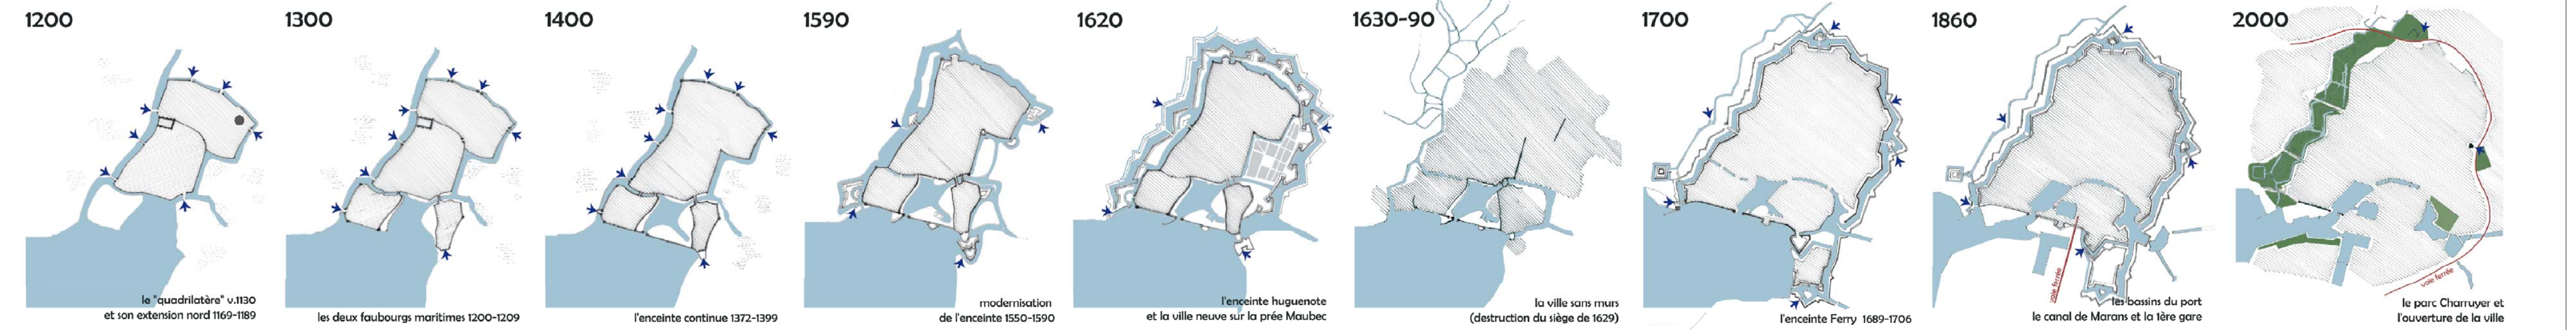 1200
le "quadrilatère" v.1130
et son extension nord 1169-1189
1300
les deux faubourgs maritimes 1200-1209
1400
l'enceinte continue 1372-1399
1590
modernisation
de l'enceinte 1550-1590
1620
l'enceinte huguenote
et la ville neuve sur la prée Maubec
1630-90
la ville sans murs
(destruction du siège de 1629)
1700
l'enceinte Ferry 1689-1706
1860
voie ferrée
les bassins du port
le canal de Marans et la 1ère gare
2000
voie ferrée
le parc Charruyer et
l'ouverture de la ville